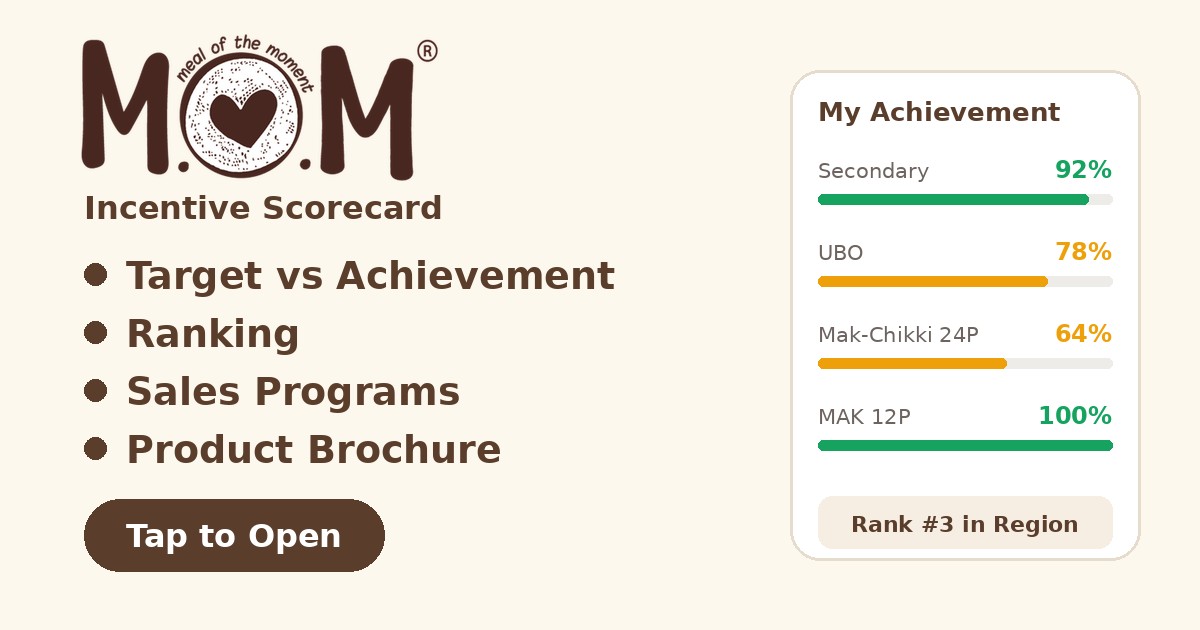 meal of the moment
M.O.M ®
Incentive Scorecard
Target vs Achievement
Ranking
Sales Programs
Product Brochure
Tap to Open
My Achievement
Secondary 92%
UBO 78%
Mak-Chikki 24P 64%
MAK 12P 100%
Rank #3 in Region